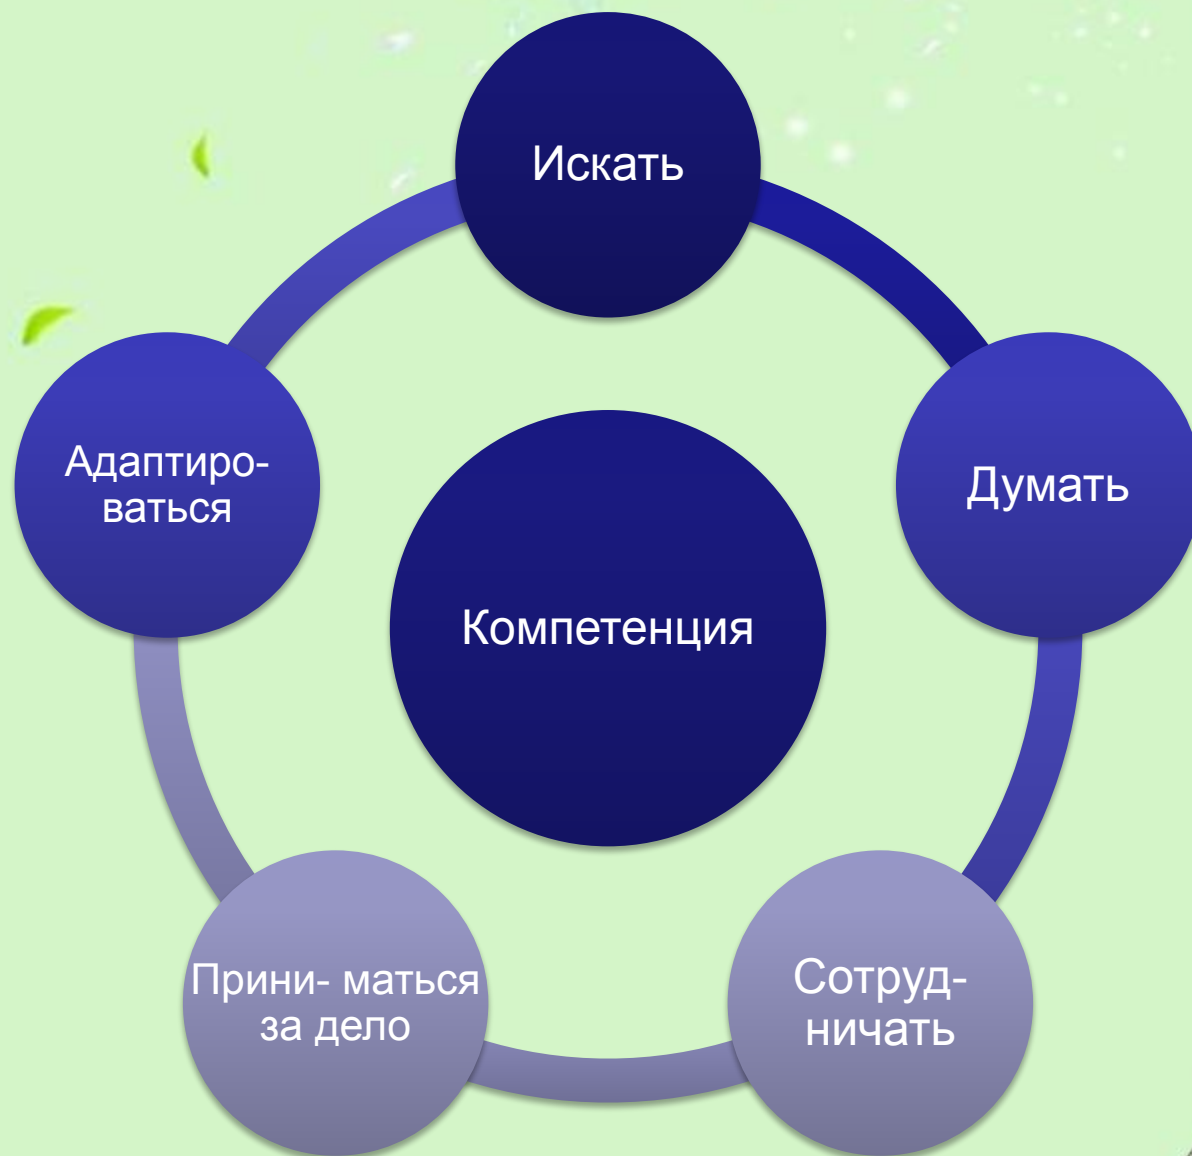 Искать
Адаптиро-
ваться
Думать
Компетенция
Прини- маться
за дело
Сотруд-
ничать